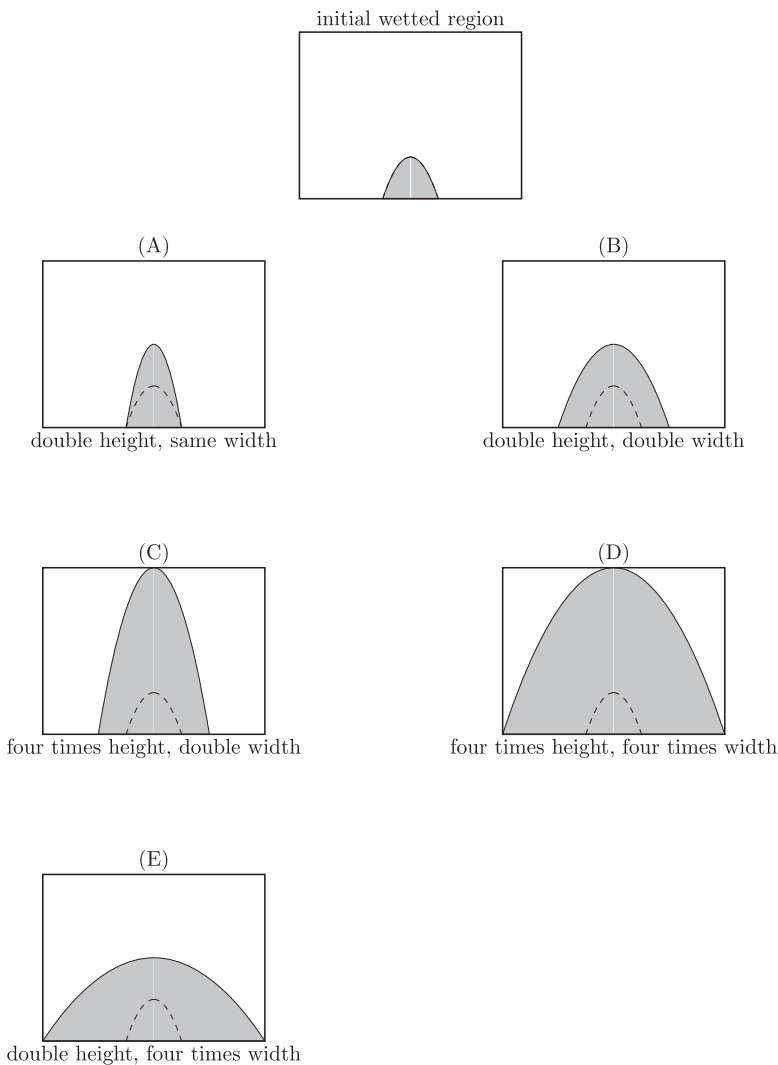 initial wetted region
(A)
double height, same width
(B)
double height, double width
(C)
four times height, double width
(D)
four times height, four times width
(E)
double height, four times width